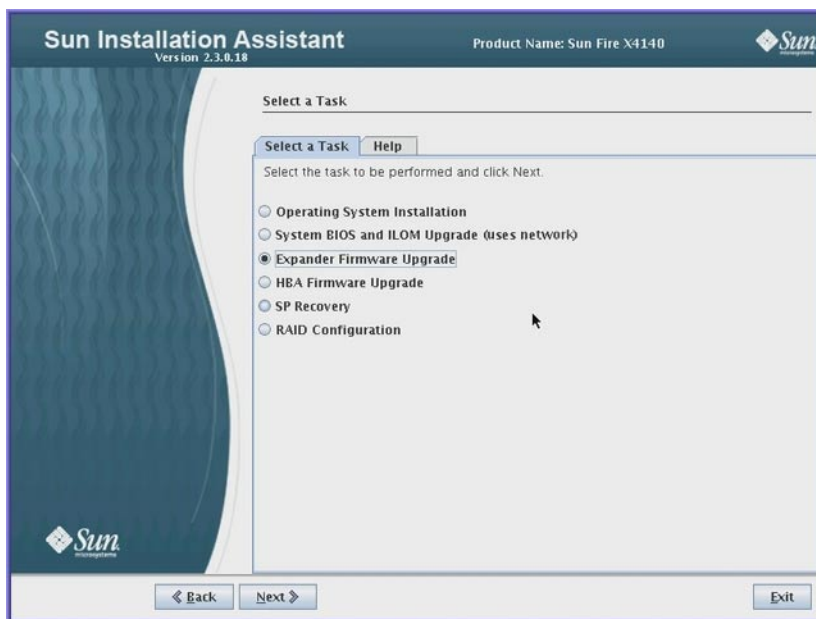 Sun Installation Assistant
Version 2.3.0.18
Product Name: Sun Fire X4140
Sun
microsystems
Select a Task
Select a Task
Help
Select the task to be performed and click Next.
Operating System Installation
System BIOS and ILOM Upgrade (uses network)
Expander Firmware Upgrade
HBA Firmware Upgrade
SP Recovery
RAID Configuration
Sun
microsystems
Back
Next
Exit